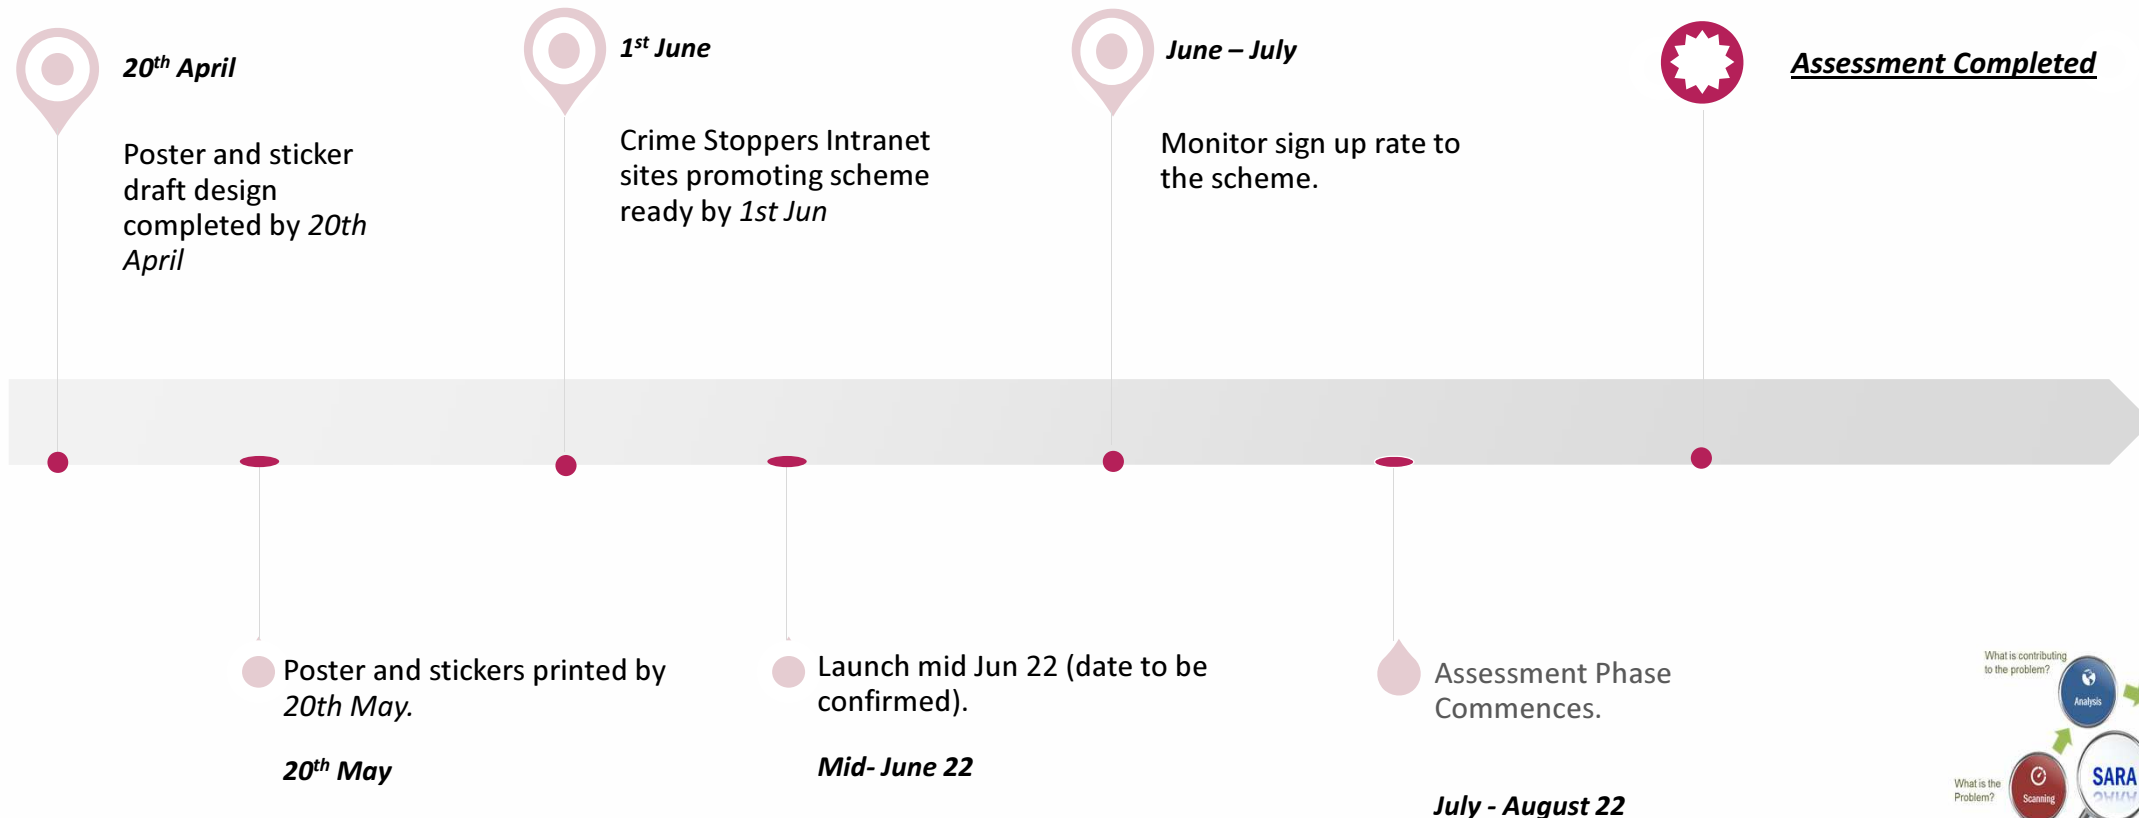 20th April
Poster and sticker
draft design
completed by 20th
April
1st June
Crime Stoppers Intranet
sites promoting scheme
ready by 1st Jun
June – July
Monitor sign up rate to
the scheme.
Assessment Completed
Poster and stickers printed by
20th May.
20th May
Launch mid Jun 22 (date to be
confirmed).
Mid- June 22
Assessment Phase
Commences.
July - August 22
What is contributing
to the problem?
Analysis
What is the
Problem?
Scanning
SARA